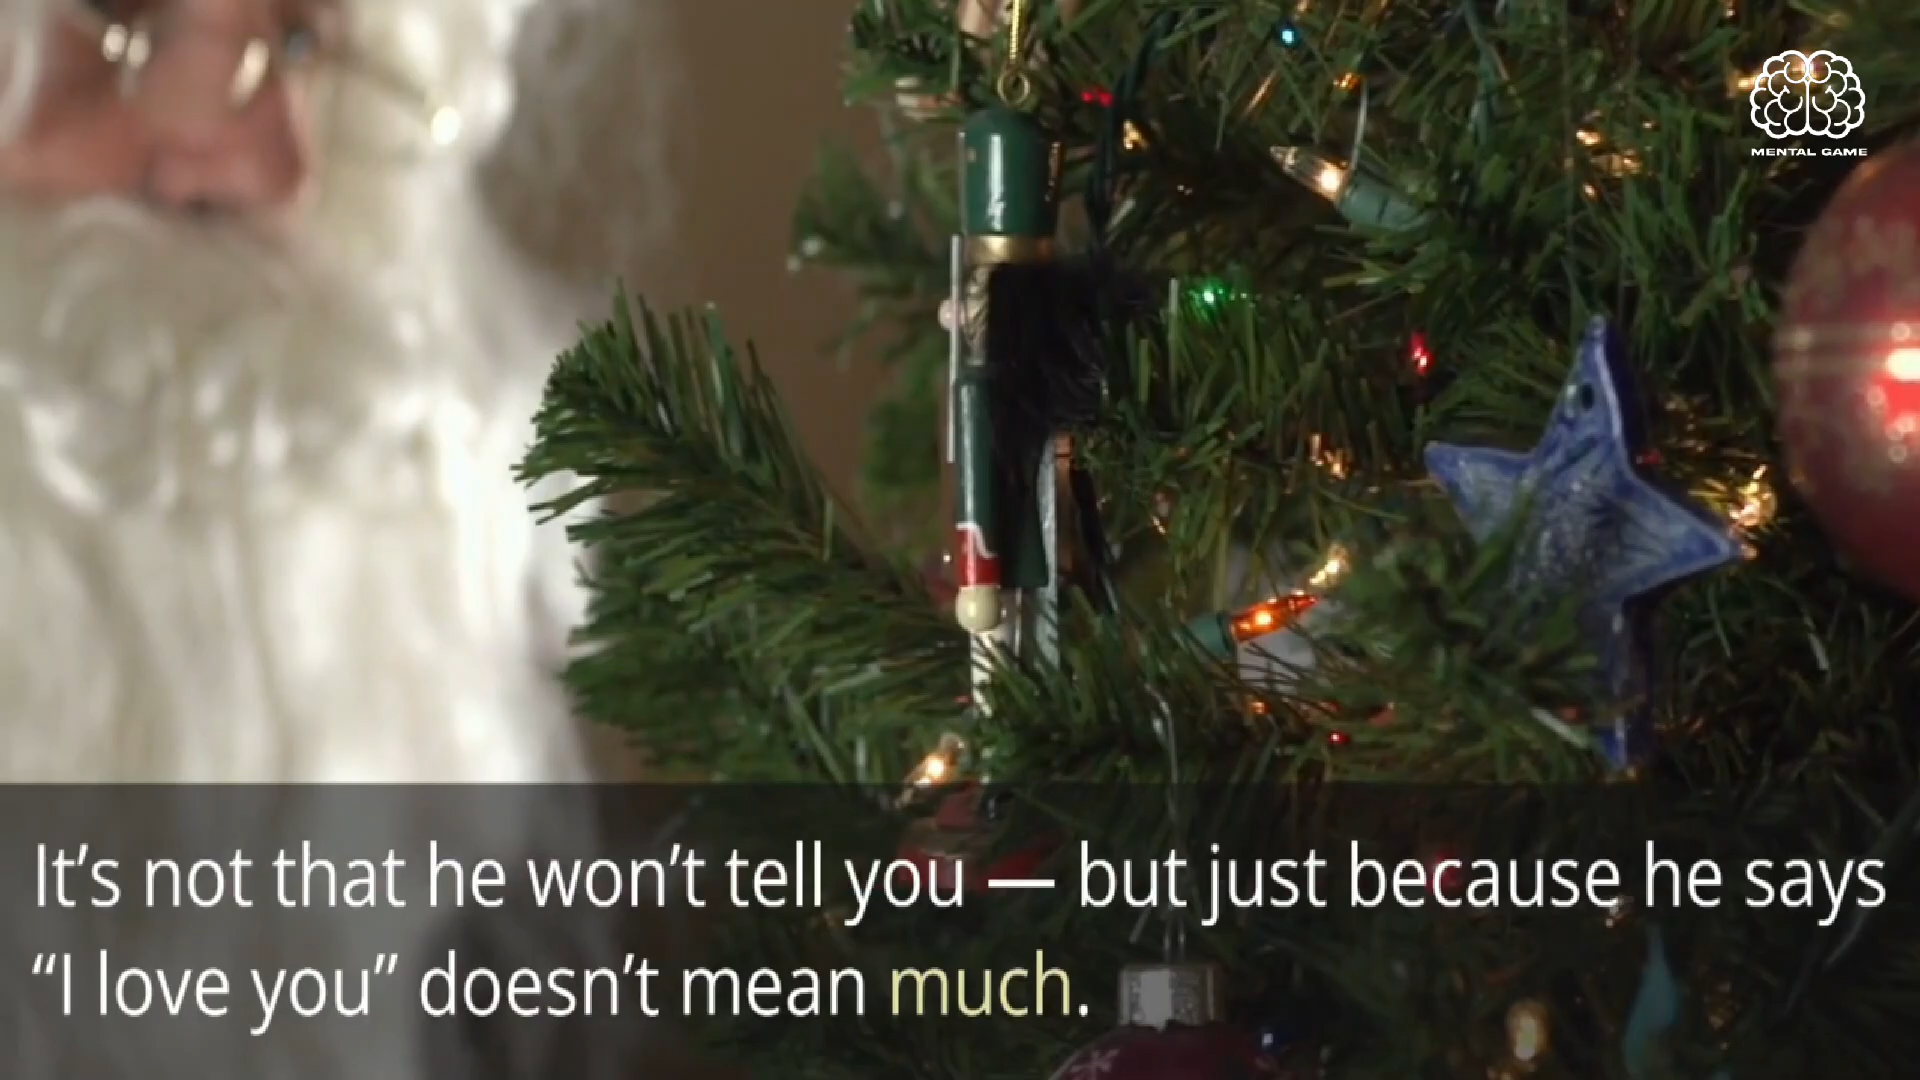 MENTAL GAME
It’s not that he won’t tell you — but just because he says
“I love you” doesn’t mean much.